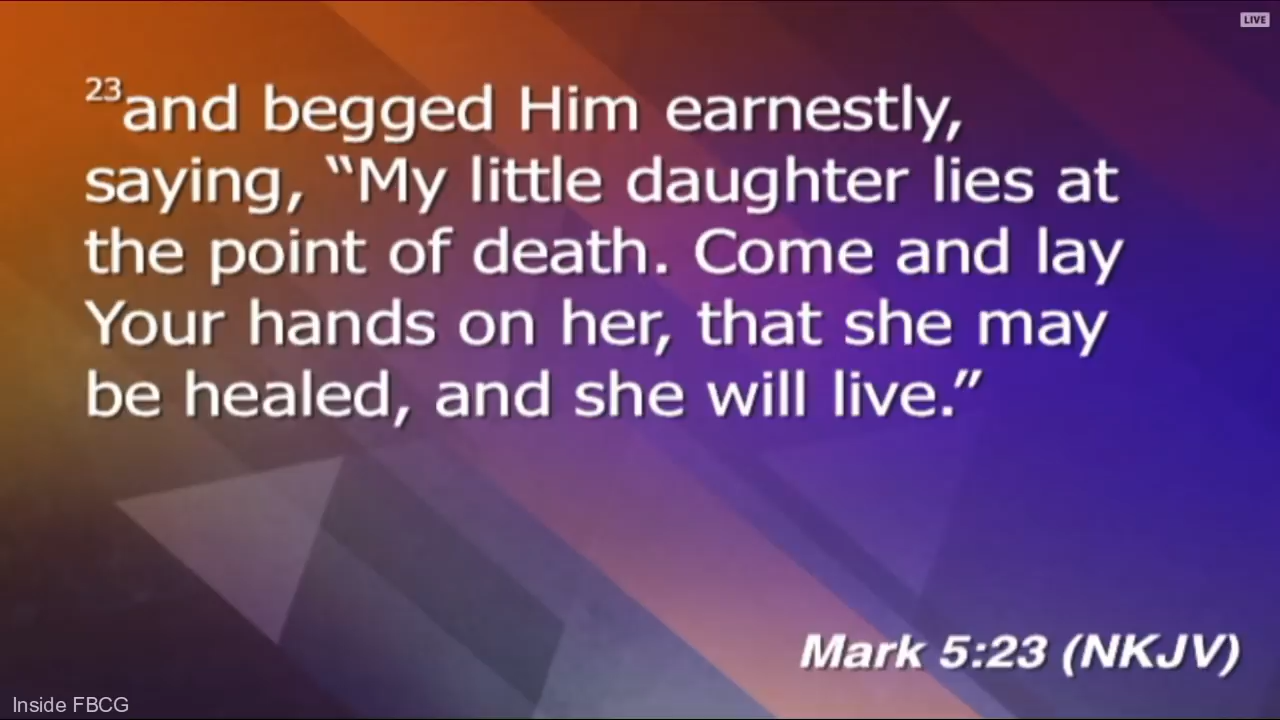 LIVE
23and begged Him earnestly,
saying, “My little daughter lies at
the point of death. Come and lay
Your hands on her, that she may
be healed, and she will live.”
Mark 5:23 (NKJV)
Inside FBCG